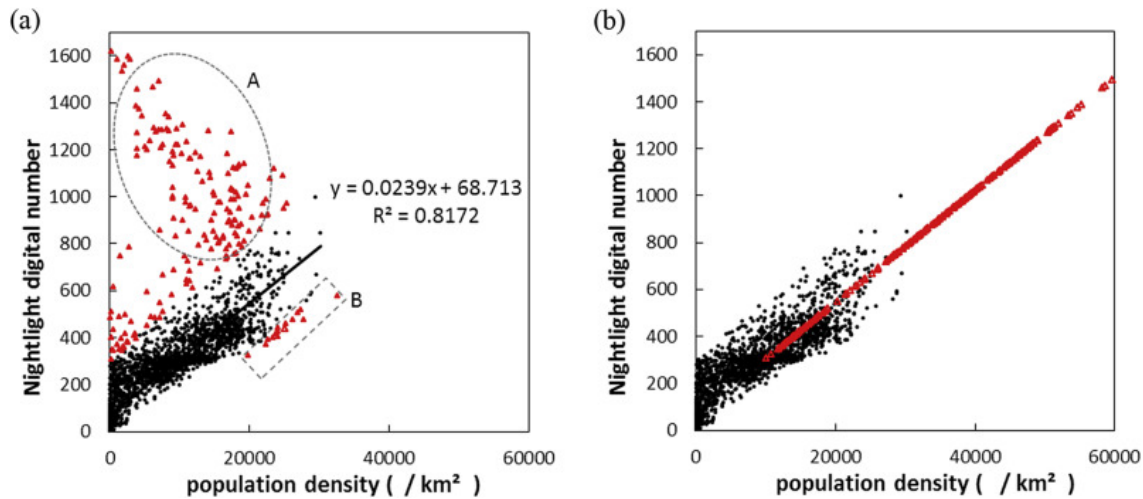 (a)
1600
1400
1200
1000
800
600
400
200
0
Nightlight digital number
A
y = 0.0239x + 68.713
R² = 0.8172
B
0 20000 40000 60000
population density ( / km²)
(b)
1600
1400
1200
1000
800
600
400
200
0
Nightlight digital number
0 20000 40000 60000
population density ( / km²)